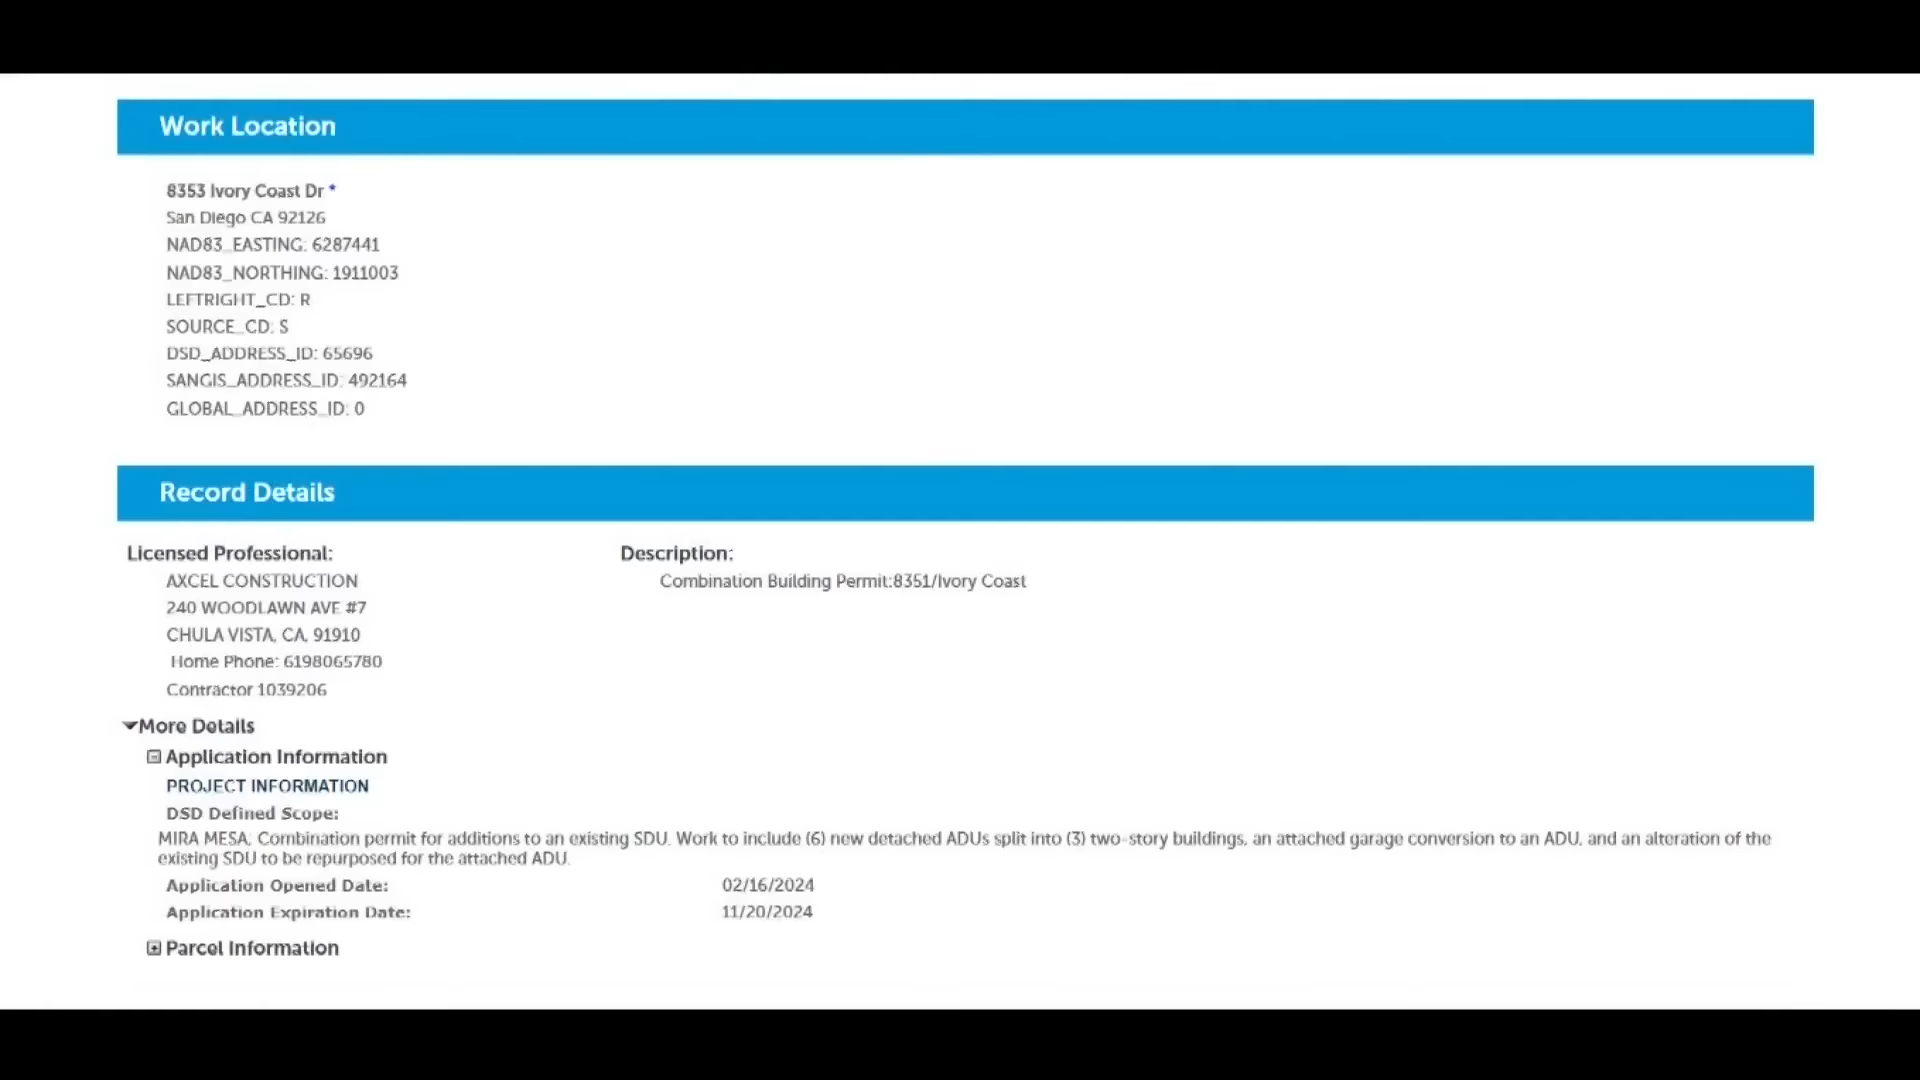 Work Location
8353 Ivory Coast Dr *
San Diego CA 92126
NAD83_EASTING: 6287441
NAD83_NORTHING: 1911003
LEFTRIGHT_CD: R
SOURCE_CD: S
DSD_ADDRESS_ID: 65696
SANGIS_ADDRESS_ID: 492164
GLOBAL_ADDRESS_ID: 0
Record Details
Licensed Professional:
AXCEL CONSTRUCTION
240 WOODLAWN AVE #7
CHULA VISTA, CA, 91910
Home Phone: 6198065780
Contractor 1039206
Description:
Combination Building Permit:8351/Ivory Coast
More Details
Application Information
PROJECT INFORMATION
DSD Defined Scope:
MIRA MESA; Combination permit for additions to an existing SDU. Work to include (6) new detached ADUs split into (3) two-story buildings, an attached garage conversion to an ADU, and an alteration of the
existing SDU to be repurposed for the attached ADU.
Application Opened Date: 02/16/2024
Application Expiration Date: 11/20/2024
Parcel Information